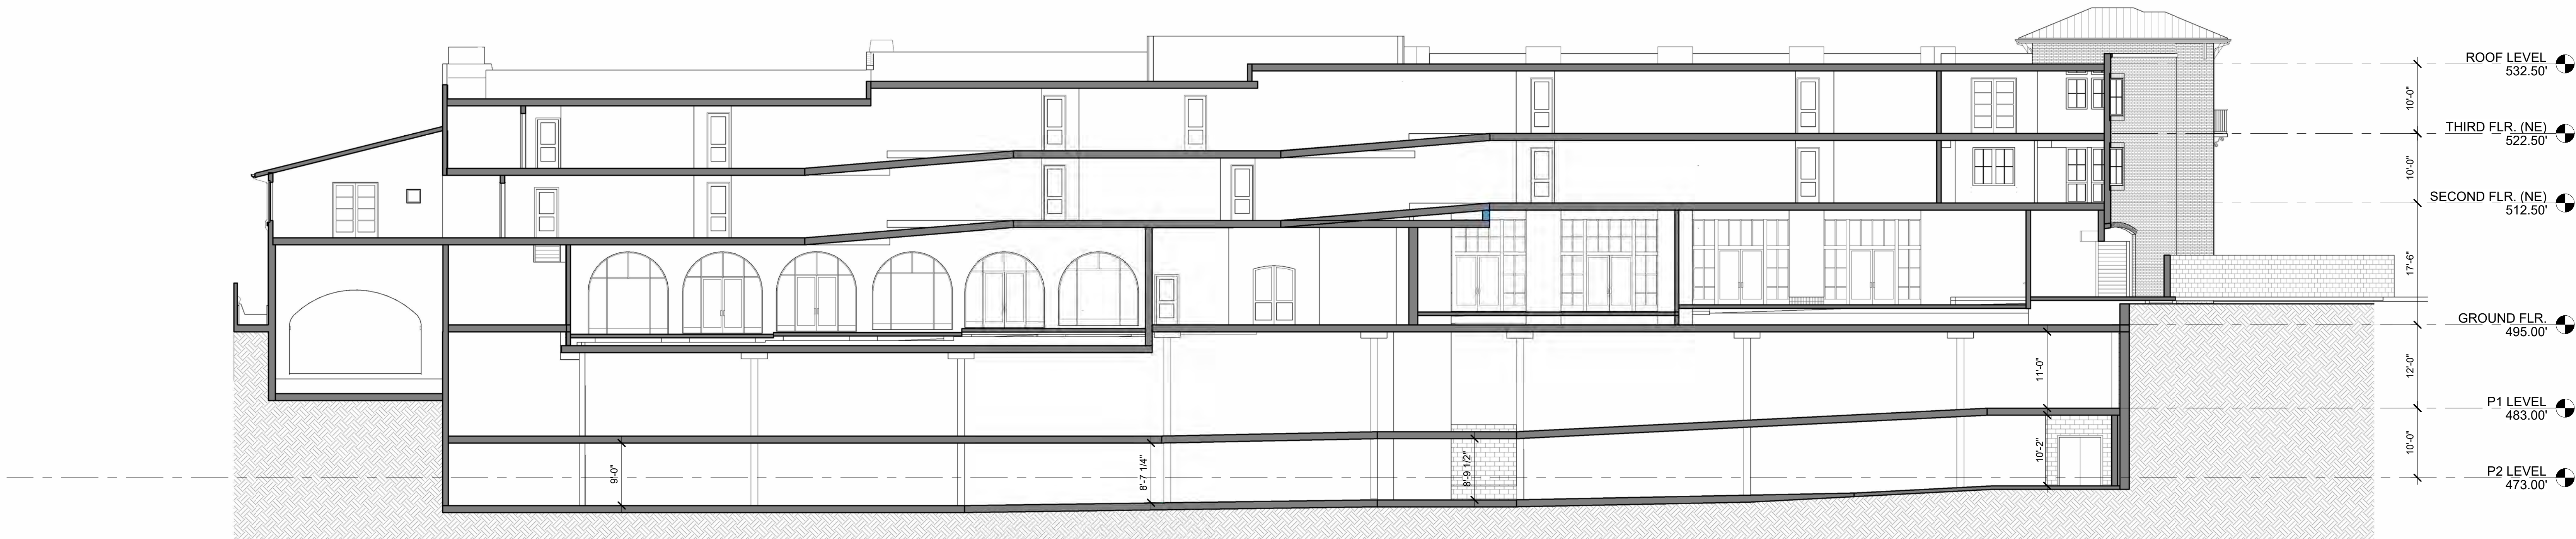 ROOF LEVEL
532.50'
10'-0"
THIRD FLR. (NE)
522.50'
10'-0"
SECOND FLR. (NE)
512.50'
17'-6"
GROUND FLR.
495.00'
12'-0"
11'-0"
P1 LEVEL
483.00'
10'-0"
9'-0"
8'-7 1/4"
8'-9 1/2"
10'-2"
P2 LEVEL
473.00'